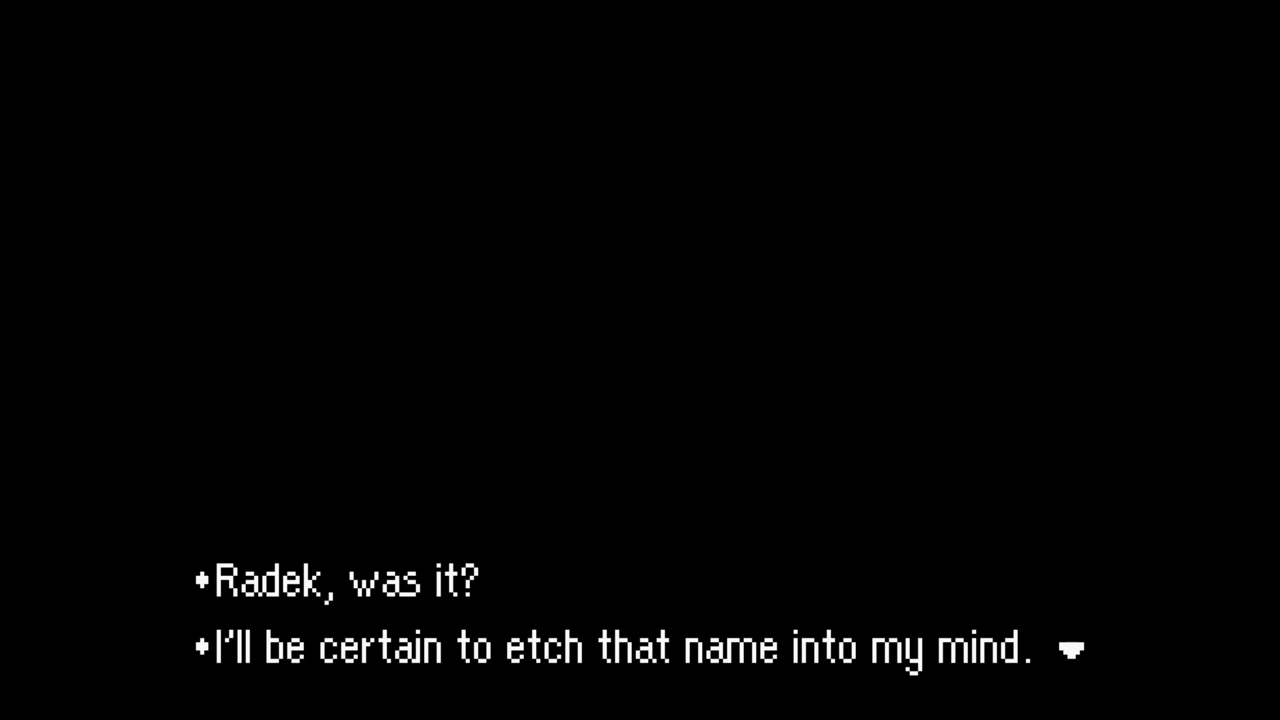 •Radek, was it?
•I'll be certain to etch that name into my mind.